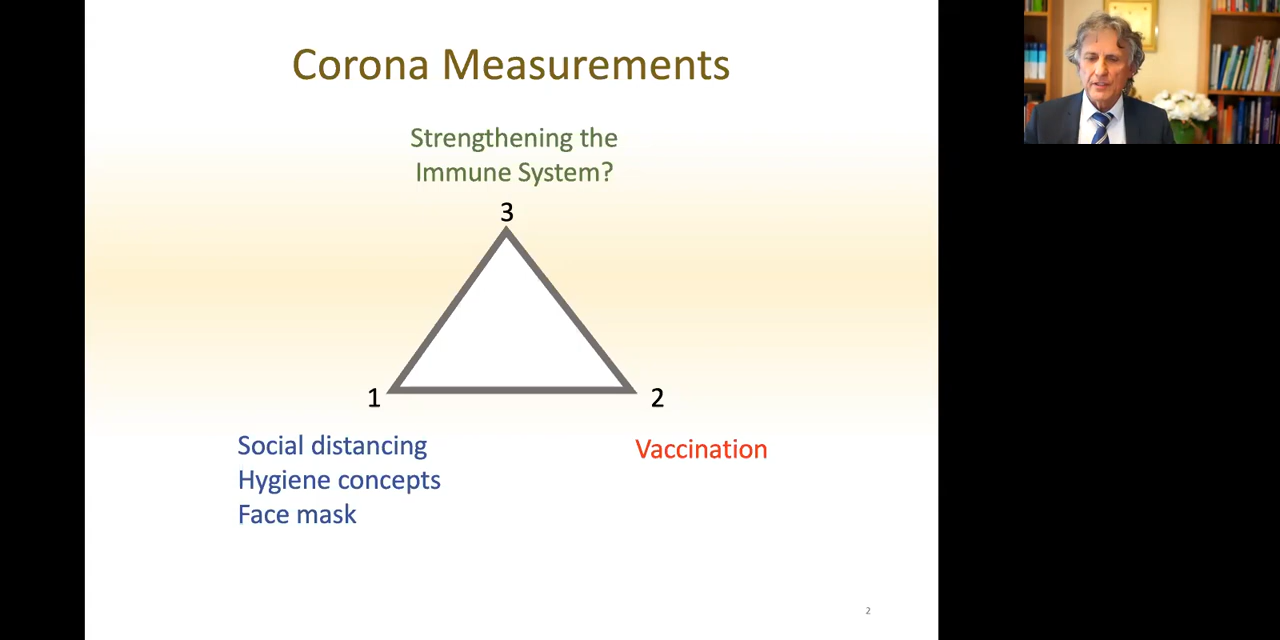 Corona Measurements
Strengthening the
Immune System?
3
1
2
Social distancing
Hygiene concepts
Face mask
Vaccination
2